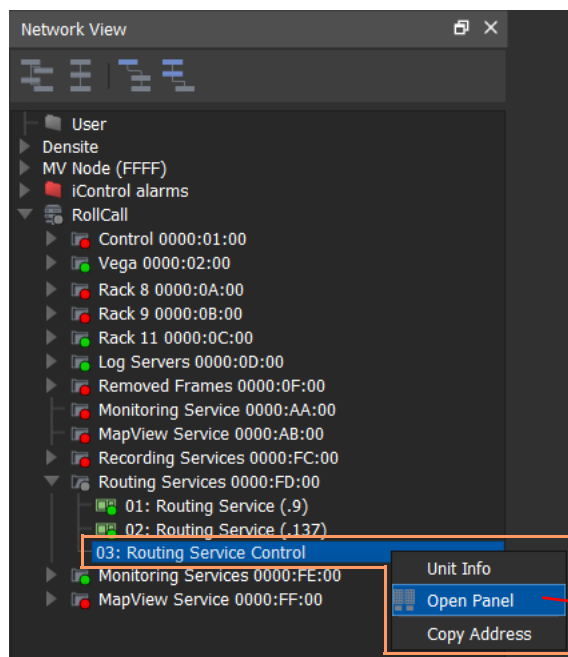 Network View
User
Densite
MV Node (FFFF)
iControl alarms
RollCall
Control 0000:01:00
Vega 0000:02:00
Rack 8 0000:0A:00
Rack 9 0000:0B:00
Rack 11 0000:0C:00
Log Servers 0000:0D:00
Removed Frames 0000:0F:00
Monitoring Service 0000:AA:00
MapView Service 0000:AB:00
Recording Services 0000:FC:00
Routing Services 0000:FD:00
01: Routing Service (.9)
02: Routing Service (.137)
03: Routing Service Control
Monitoring Services 0000:FE:00
MapView Service 0000:FF:00
Unit Info
Open Panel
Copy Address